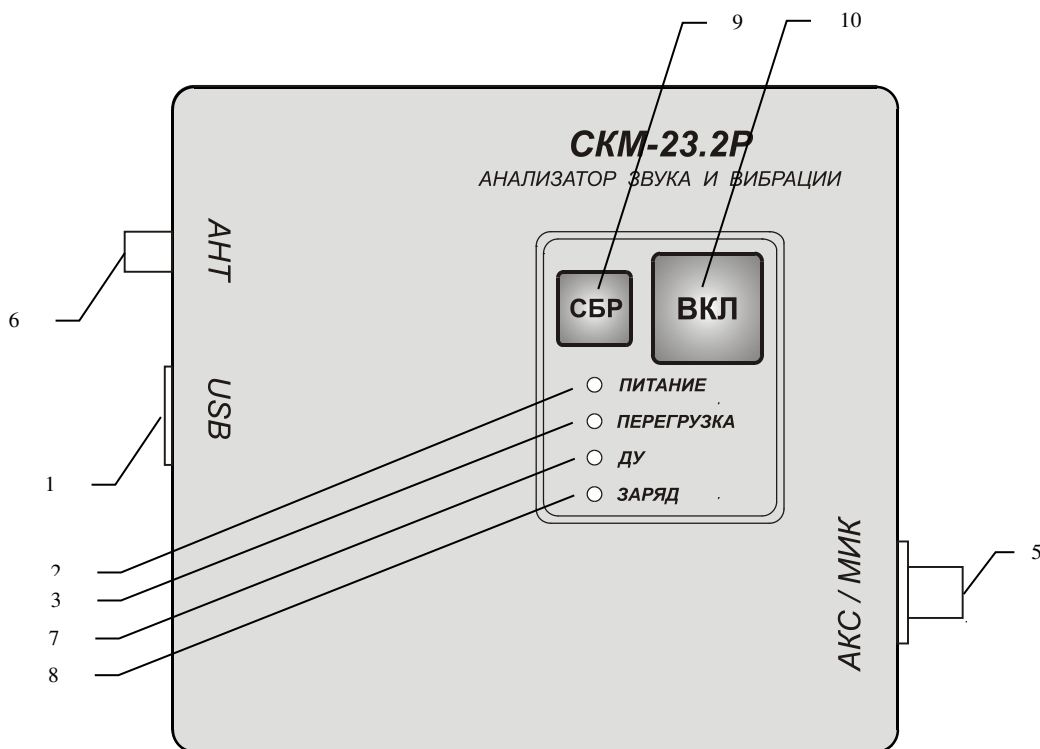 9
10
СКМ-23.2Р
АНАЛИЗАТОР ЗВУКА И ВИБРАЦИИ
АНТ
СБР
ВКЛ
6
ПИТАНИЕ
USB
ПЕРЕГРУЗКА
ДУ
1
ЗАРЯД
АКС / МИК
5
2
3
7
8